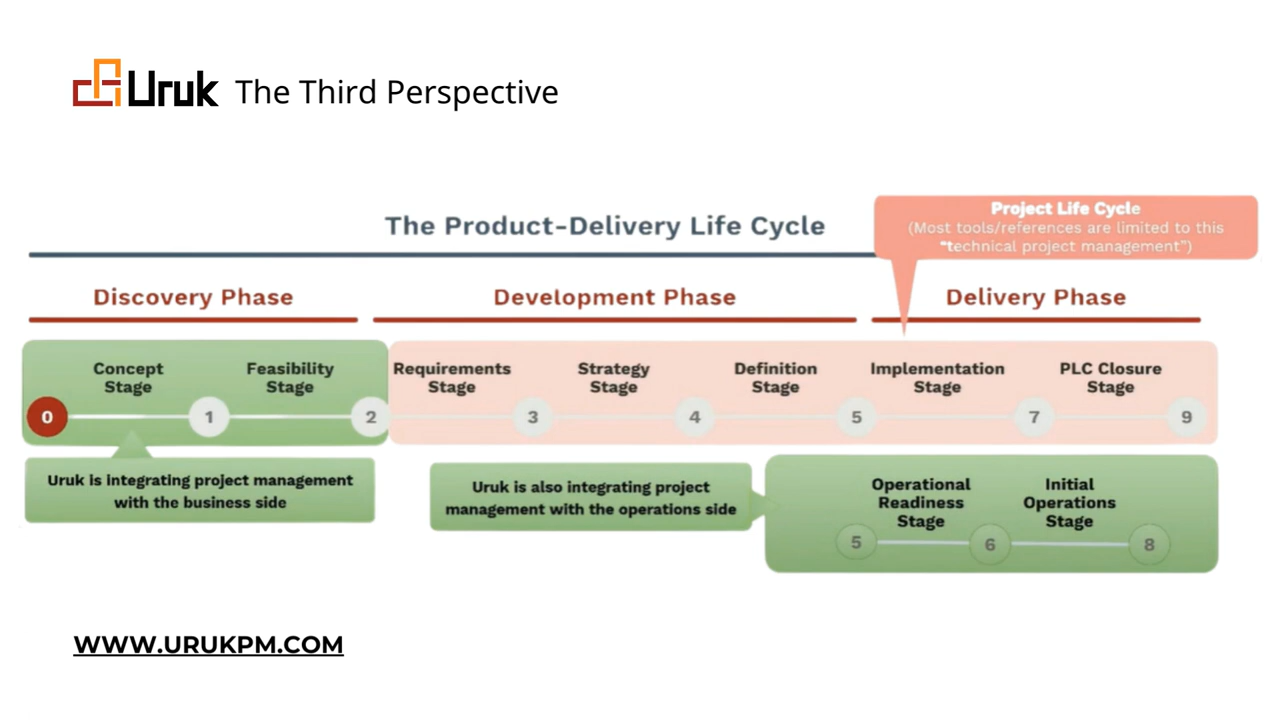 Uruk The Third Perspective
The Product-Delivery Life Cycle
Project Life Cycle
(Most tools/references are limited to this
"technical project management")
Discovery Phase
Development Phase
Delivery Phase
Concept
Stage
Feasibility
Stage
Requirements
Stage
Strategy
Stage
Definition
Stage
Implementation
Stage
PLC Closure
Stage
0
1
2
3
4
5
7
9
Uruk is integrating project management
with the business side
Uruk is also integrating project
management with the operations side
Operational
Readiness
Stage
Initial
Operations
Stage
5
6
8
WWW.URUKPM.COM